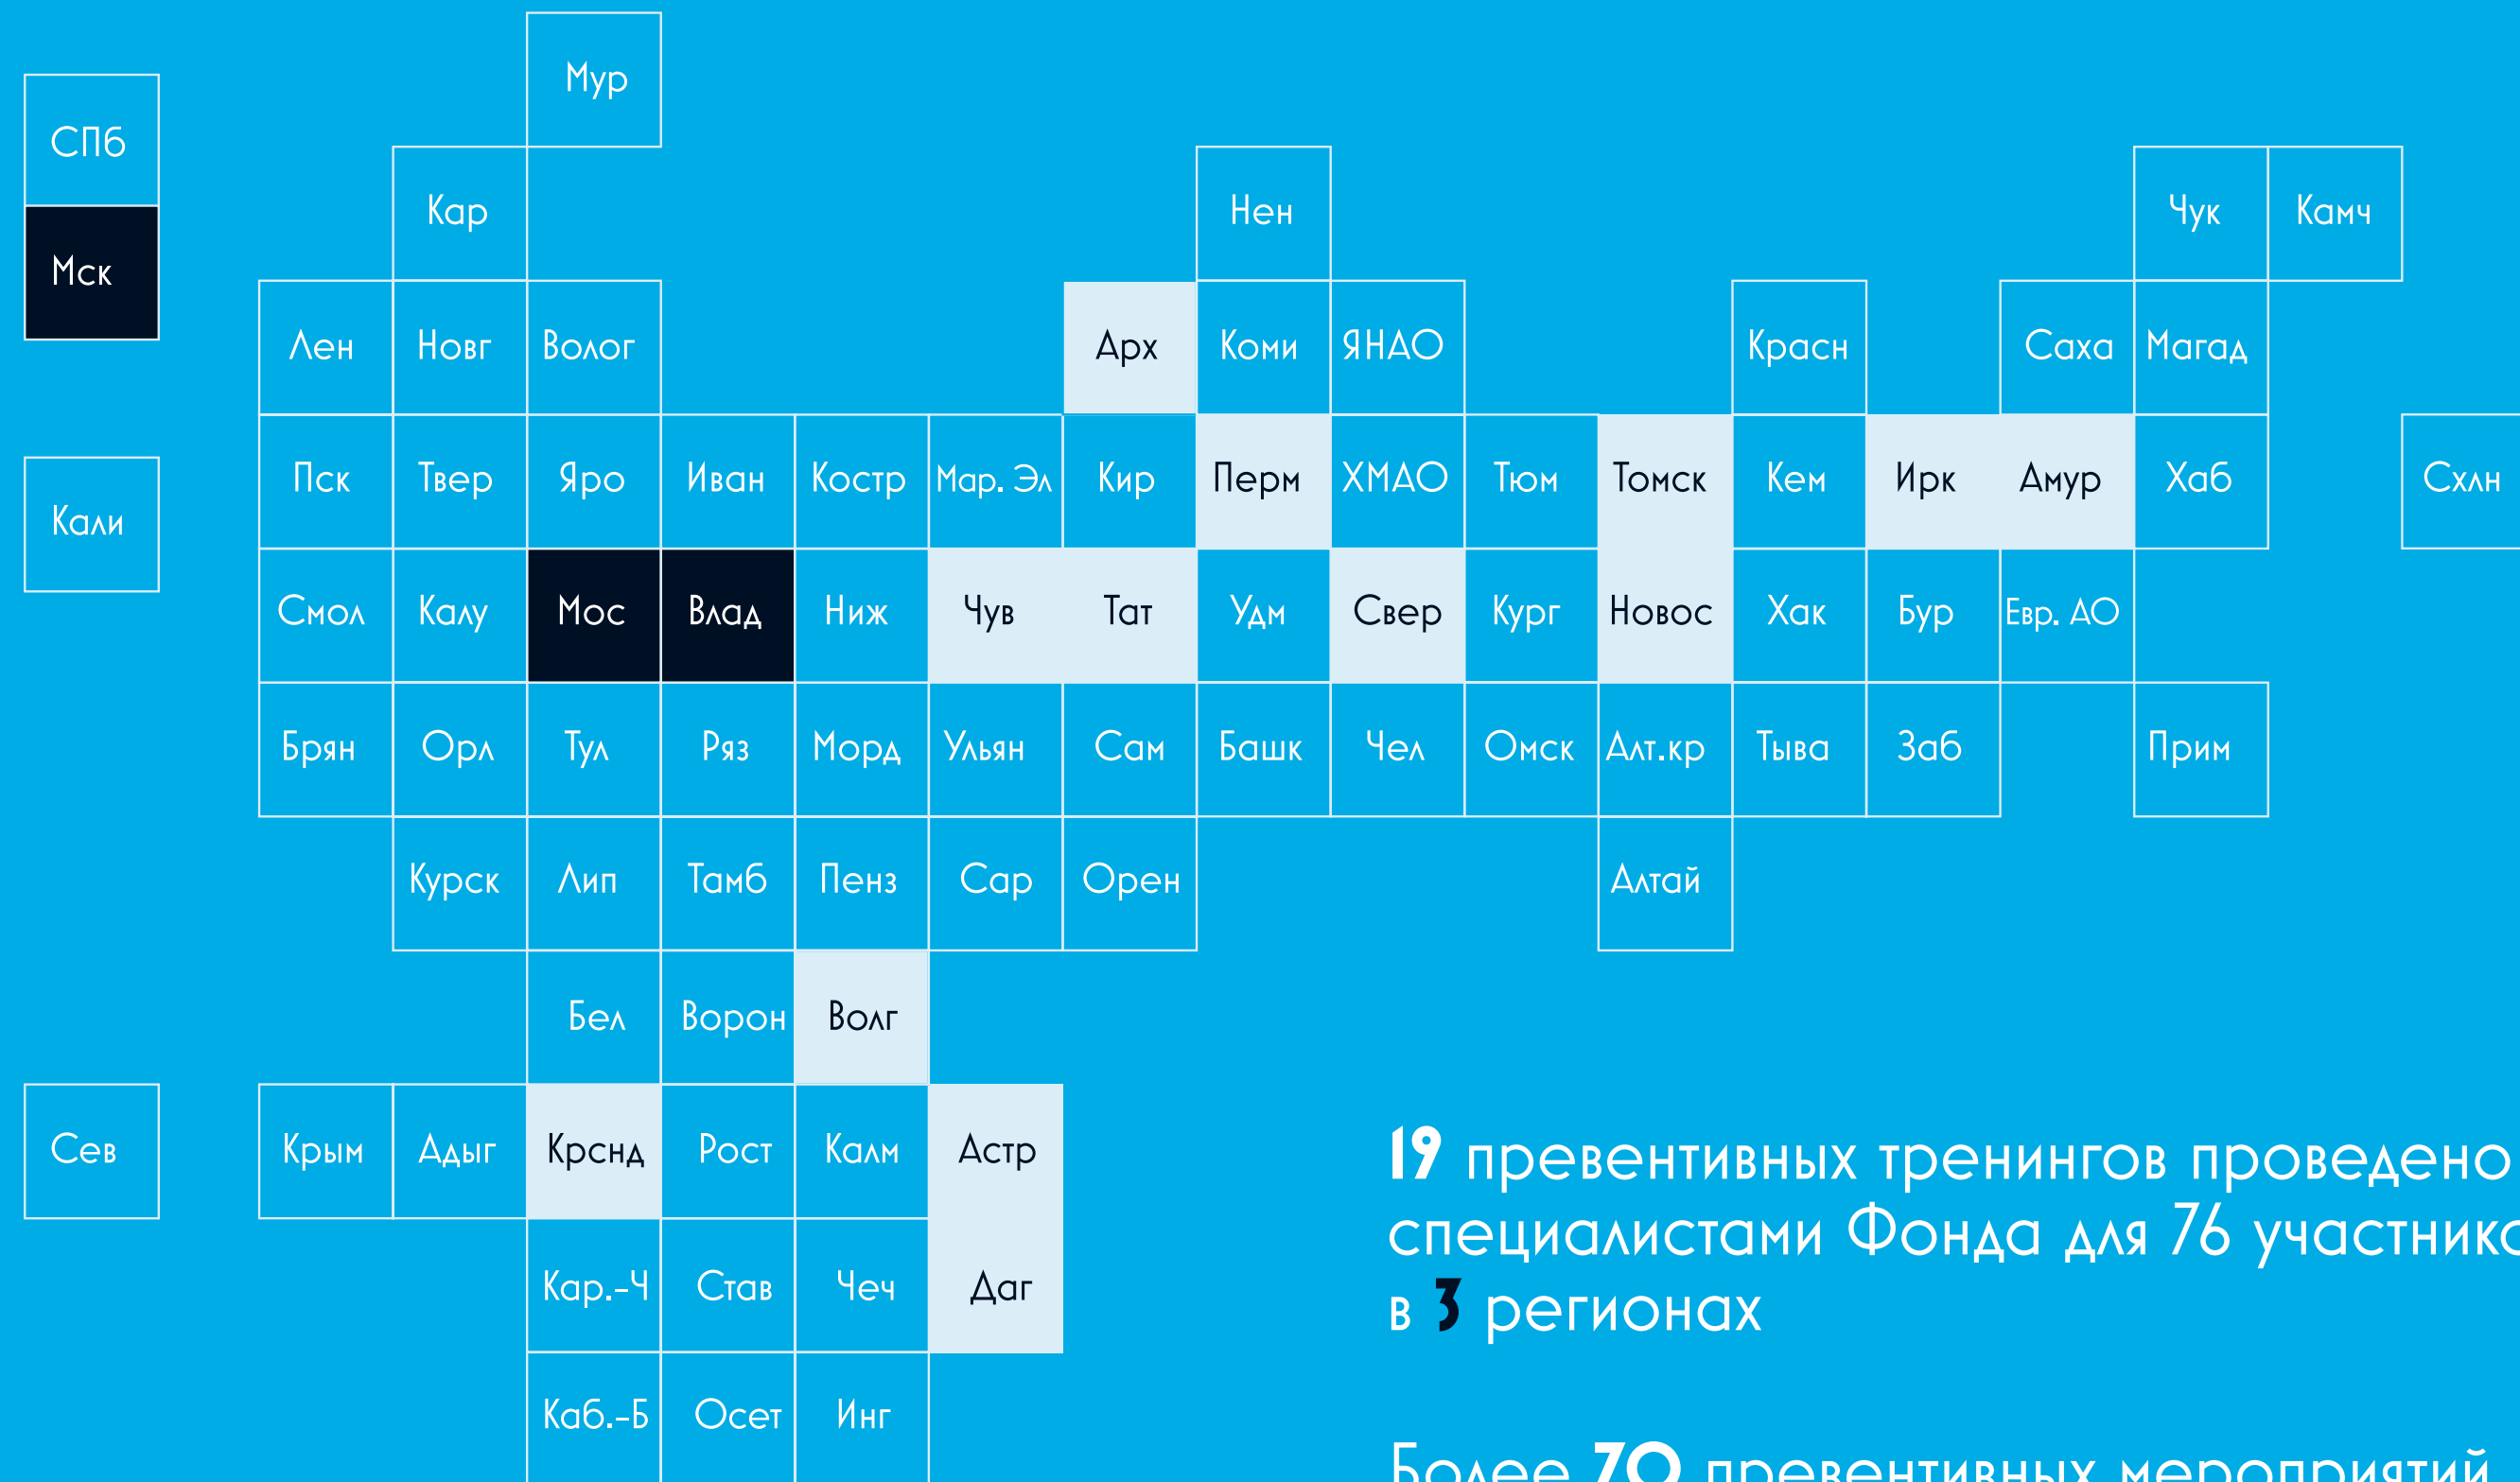 Мур
СПб
Кар Нен Чук Камч
Мск
Лен Новг Волог Арх Коми ЯНАО Красн Саха Магад
Пск Твер Яро Иван Костр Мар. Эл Кир Перм ХМАО Тюм Томск Кем Ирк Амур Хаб Схлн
Кали
Смол Калу Мос Влад Ниж Чув Тат Удм Свер Кург Новос Хак Бур Евр. АО
Брян Орл Тул Ряз Морд Ульян Сам Башк Чел Омск Алт.кр Тыва Заб Прим
Курск Лип Тамб Пенз Сар Орен Алтай
Бел Ворон Волг
Сев Крым Адыг Крснд Рост Калм Астр
Кар.-Ч Став Чеч Даг
Каб.-Б Осет Инг
19 превентивных тренингов проведено
специалистами Фонда для 76
в 3 регионах
Более 70 превентивных мероприятий